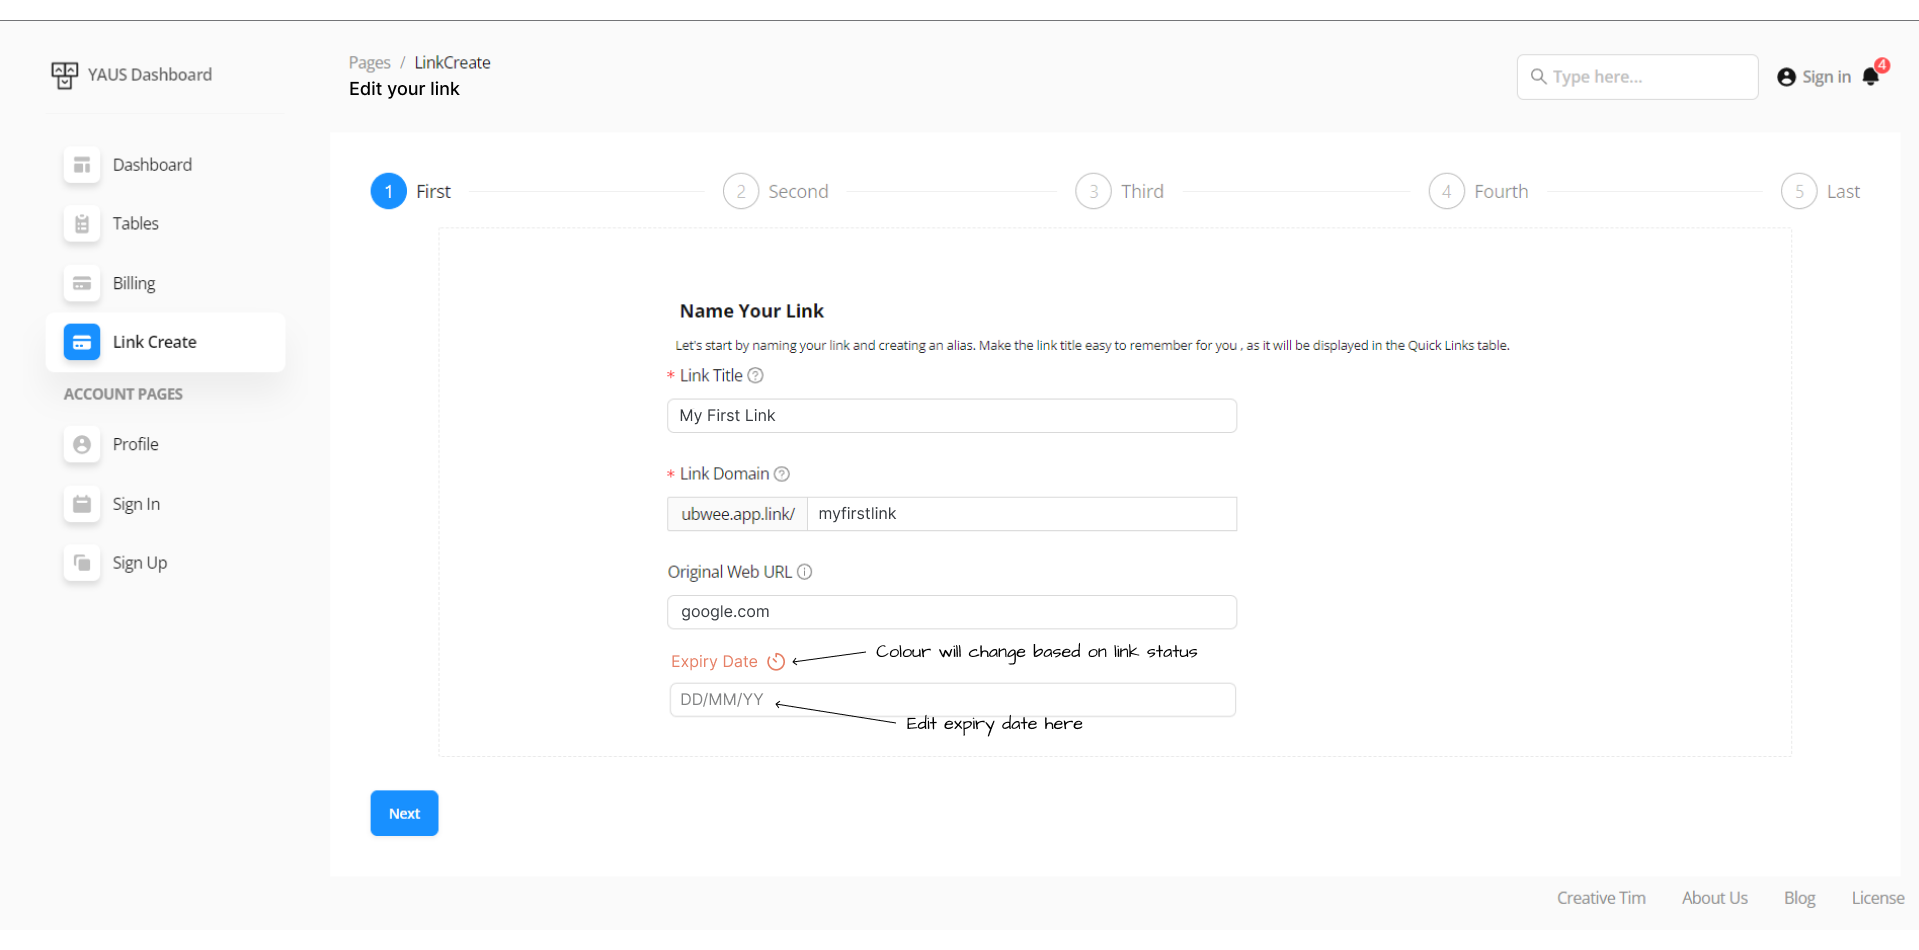 YAUS Dashboard
Pages / LinkCreate
Edit your link
Type here...
Sign in
4
Dashboard
Tables
Billing
Link Create
ACCOUNT PAGES
Profile
Sign In
Sign Up
1 First
2 Second
3 Third
4 Fourth
5 Last
Name Your Link
Let's start by naming your link and creating an alias. Make the link title easy to remember for you , as it will be displayed in the Quick Links table.
* Link Title
My First Link
* Link Domain
ubwee.app.link/ myfirstlink
Original Web URL
google.com
Expiry Date
Colour will change based on link status
DD/MM/YY
Edit expiry date here
Next
Creative Tim
About Us
Blog
License